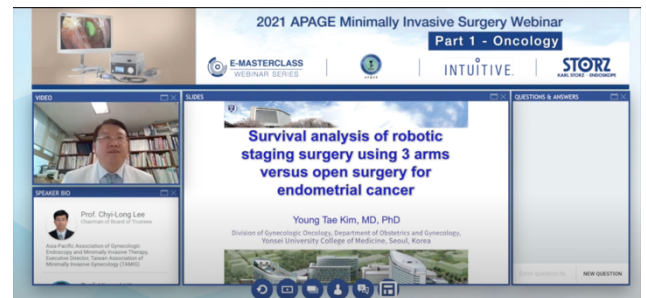 2021 APAGE Minimally Invasive Surgery Webinar
Part 1 - Oncology
E-MASTERCLASS
WEBINAR SERIES
APAGE
INTUITIVE
STORZ
KARL STORZ - ENDOSKOPE
VIDEO
SLIDES
QUESTIONS & ANSWERS
Survival analysis of robotic
staging surgery using 3 arms
versus open surgery for
endometrial cancer
Young Tae Kim, MD, PhD
Division of Gynecologic Oncology, Department of Obstetrics and Gynecology,
Yonsei University College of Medicine, Seoul, Korea
SPEAKER BIO
Prof. Chyi-Long Lee
Chairman of Board of Trustees
Asia-Pacific Association of Gynecologic
Endoscopy and Minimally Invasive Therapy,
Executive Director, Taiwan Association of
Minimally Invasive Gynecology (TAMIG)
Enter question to
NEW QUESTION